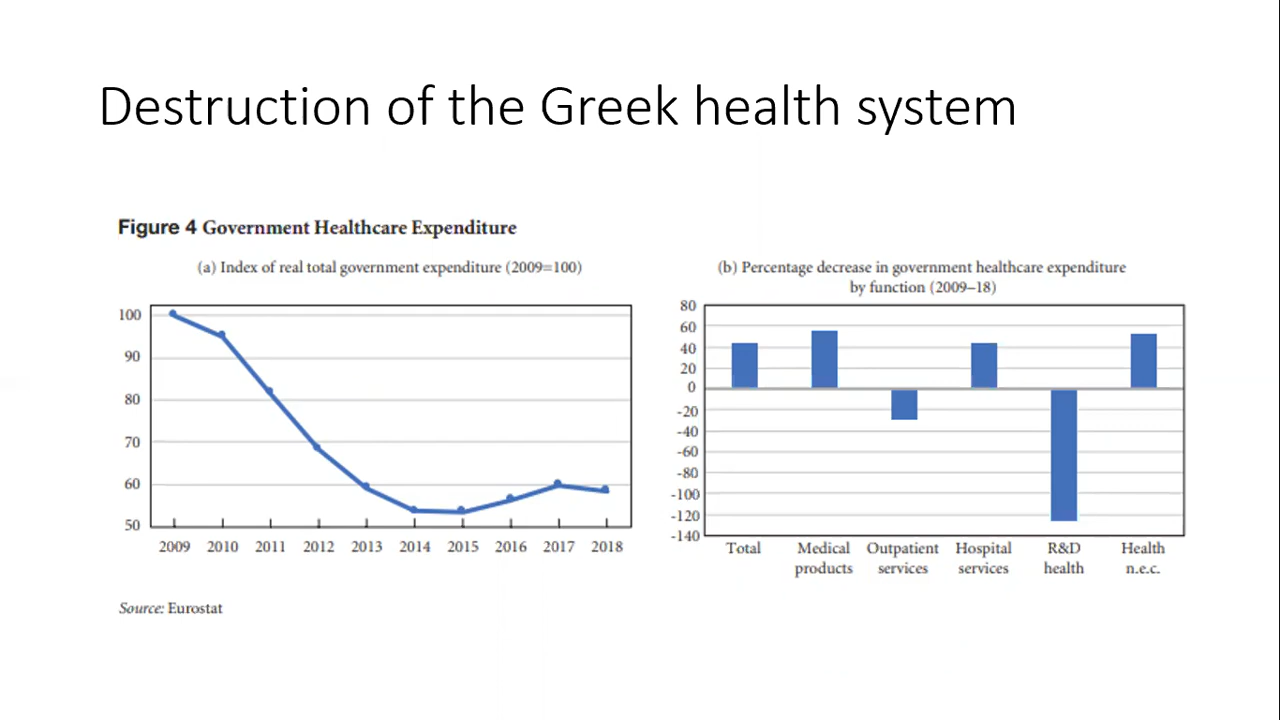 Destruction of the Greek health system
Figure 4 Government Healthcare Expenditure
(a) Index of real total government expenditure (2009=100)
100
90
80
70
60
50
2009 2010 2011 2012 2013 2014 2015 2016 2017 2018
(b) Percentage decrease in government healthcare expenditure
by function (2009–18)
80
60
40
20
0
-20
-40
-60
-80
-100
-120
-140
Total Medical Outpatient Hospital R&D Health
products services services health n.e.c.
Source: Eurostat